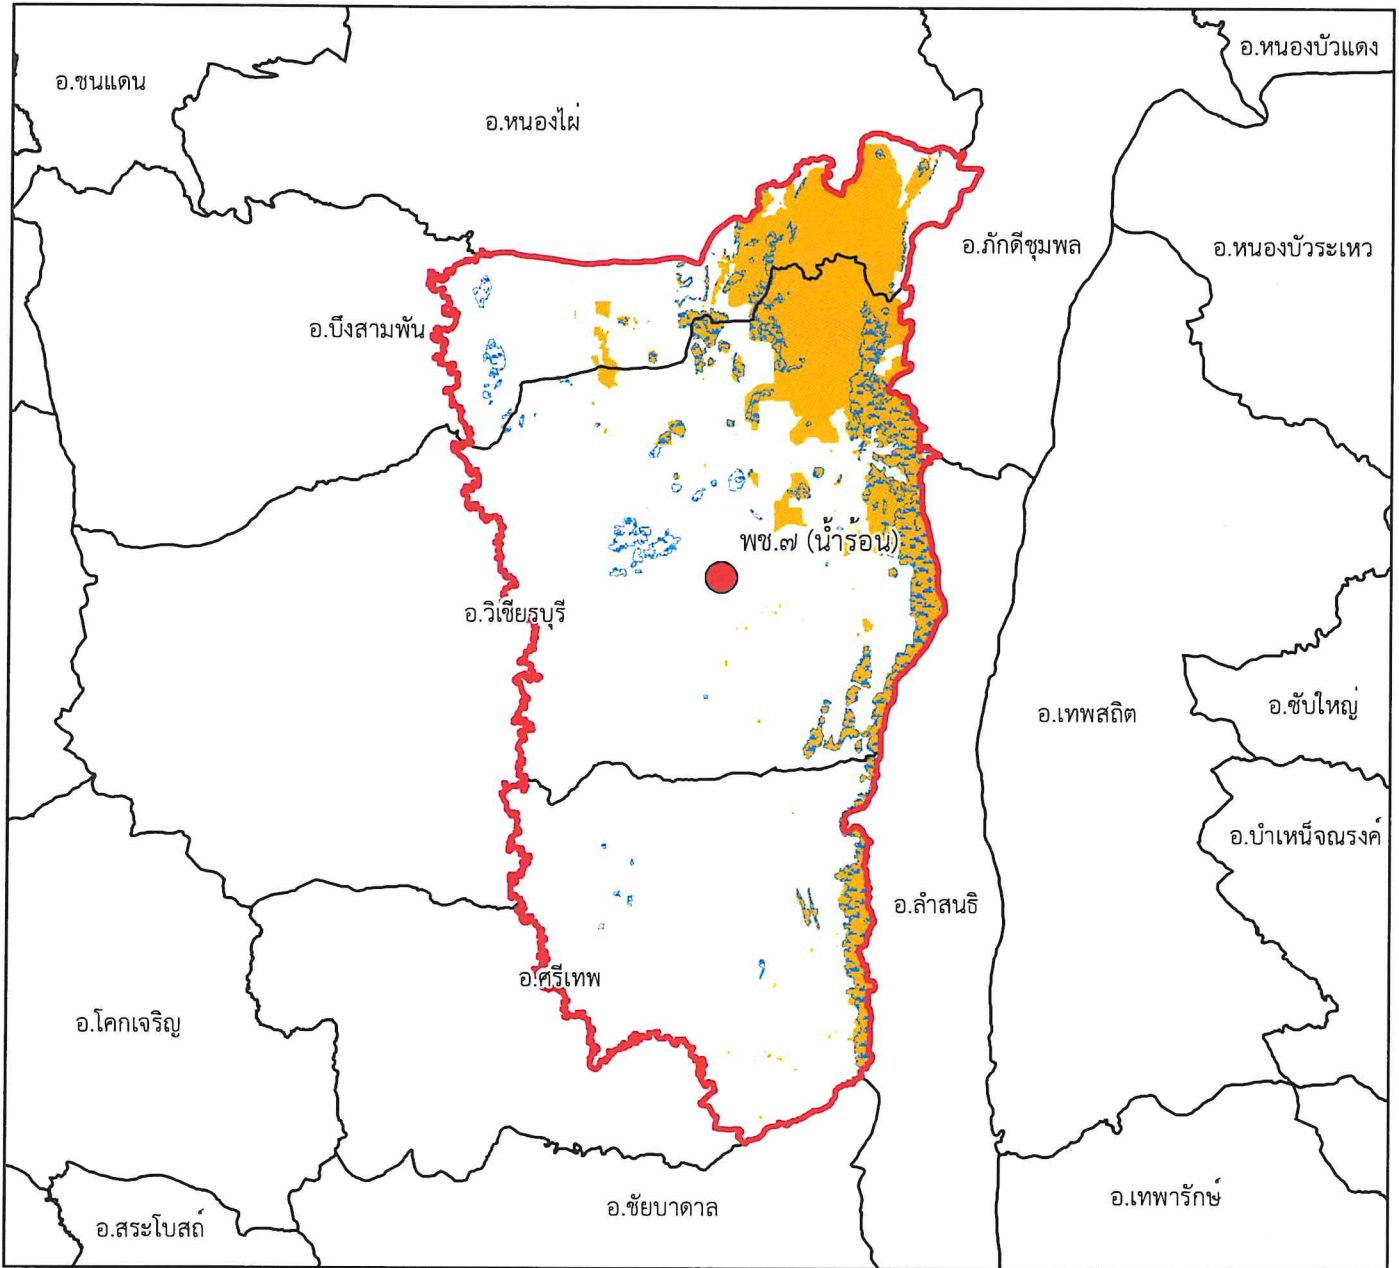 อ.หนองบัวแดง
อ.ชนแดน
อ.หนองไผ่
อ.ภักดีชุมพล
อ.หนองบัวระเหว
อ.บึงสามพัน
พช.๗ (น้ำร้อน)
อ.วิเชียรบุรี
อ.เทพสถิต
อ.ซับใหญ่
อ.บำเหน็จณรงค์
อ.ลำสนธิ
อ.ศรีเทพ
อ.โคกเจริญ
อ.เทพารักษ์
อ.ชัยบาดาล
อ.สระโบสถ์